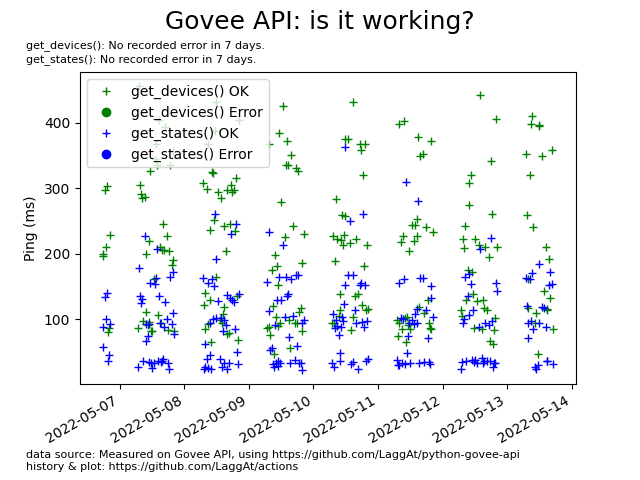 Govee API: is it working?
get_devices(): No recorded error in 7 days.
get_states(): No recorded error in 7 days.
get_devices() OK
get_devices() Error
get_states() OK
get_states() Error
400
300
200
100
Ping (ms)
2022-05-07
2022-05-08
2022-05-09
2022-05-10
2022-05-11
2022-05-12
2022-05-13
2022-05-14
data source: Measured on Govee API, using https://github.com/LaggAt/python-govee-api
history & plot: https://github.com/LaggAt/actions